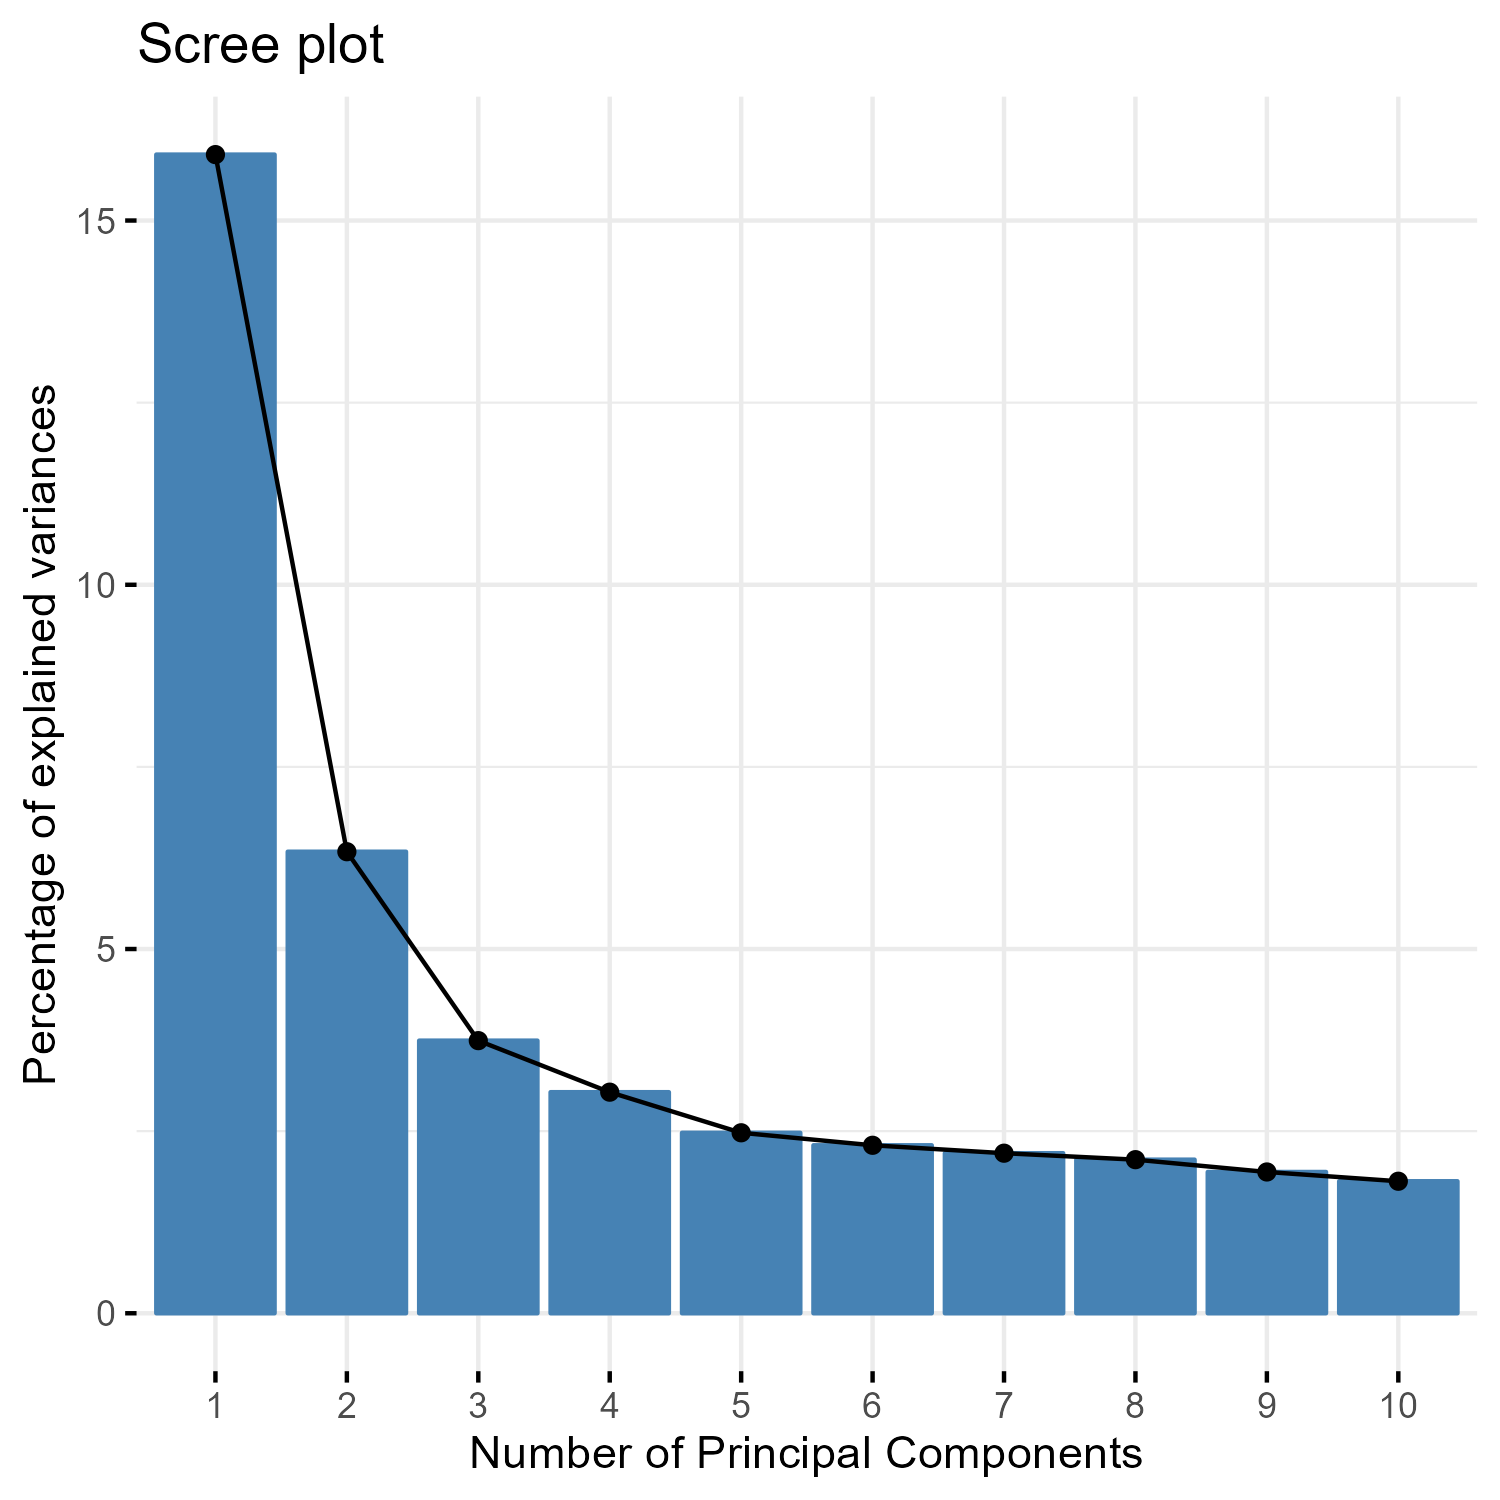 Scree plot
Percentage of explained variances
15
10
5
0
1 2 3 4 5 6 7 8 9 10
Number of Principal Components